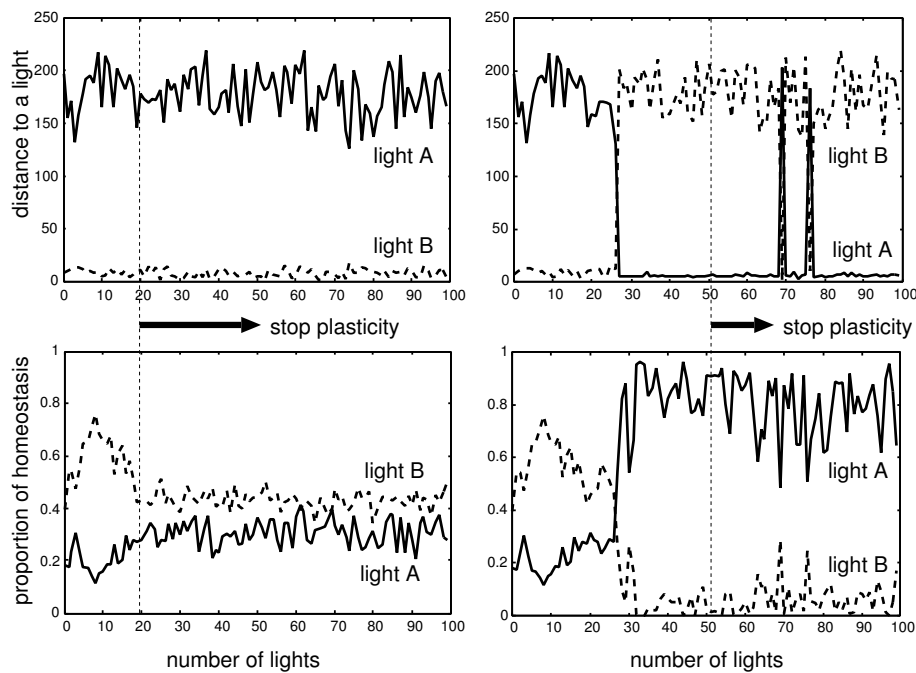 distance to a light
250
200
150
100
50
0
light A
light B
0 10 20 30 40 50 60 70 80 90 100
stop plasticity
250
200
150
100
50
0
light B
light A
0 10 20 30 40 50 60 70 80 90 100
stop plasticity
proportion of homeostasis
1
0.8
0.6
0.4
0.2
0
light B
light A
0 10 20 30 40 50 60 70 80 90 100
number of lights
1
0.8
0.6
0.4
0.2
0
light A
light B
0 10 20 30 40 50 60 70 80 90 100
number of lights